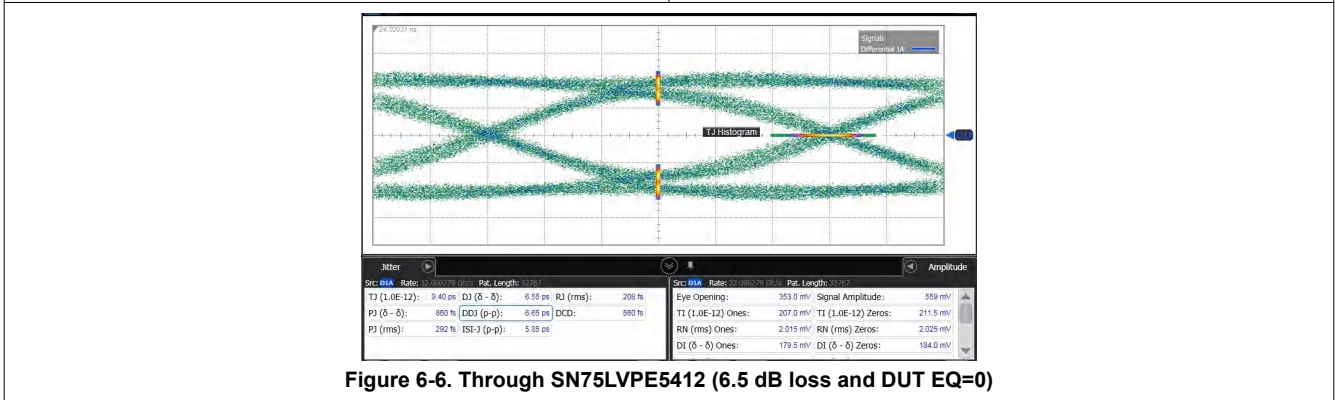 24.02031 ns
Signals
Differential 1A
TJ Histogram
D1A
Jitter
Amplitude
Src: D1A Rate: 32.000279 Gb/s Pat. Length: 32767
Src: D1A Rate: 32.000279 Gb/s Pat. Length: 32767
TJ (1.0E-12): 9.40 ps DJ (δ - δ): 6.55 ps RJ (rms): 208 fs
PJ (δ - δ): 860 fs DDJ (p-p): 6.65 ps DCD: 560 fs
PJ (rms): 292 fs ISI-J (p-p): 5.85 ps
Eye Opening: 353.0 mV Signal Amplitude: 559 mV
TI (1.0E-12) Ones: 207.0 mV TI (1.0E-12) Zeros: 211.5 mV
RN (rms) Ones: 2.015 mV RN (rms) Zeros: 2.025 mV
DI (δ - δ) Ones: 179.5 mV DI (δ - δ) Zeros: 184.0 mV
Figure 6-6. Through SN75LVPE5412 (6.5 dB loss and DUT EQ=0)